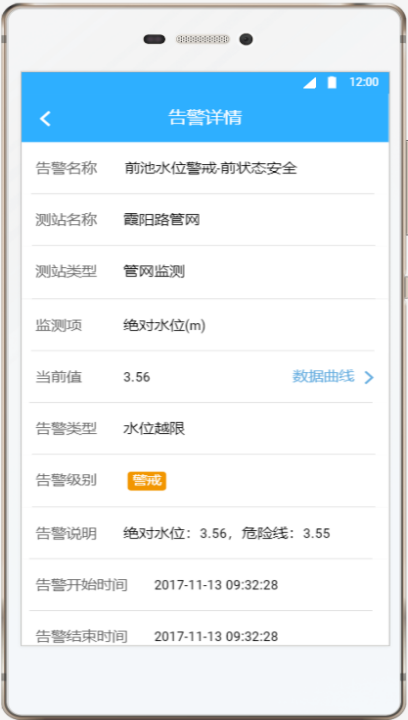 12:00
告警详情
告警名称 前池水位警戒-前状态安全
测站名称 霞阳路管网
测站类型 管网监测
监测项 绝对水位(m)
当前值 3.56 数据曲线
告警类型 水位越限
告警级别 警戒
告警说明 绝对水位：3.56，危险线：3.55
告警开始时间 2017-11-13 09:32:28
告警结束时间 2017-11-13 09:32:28